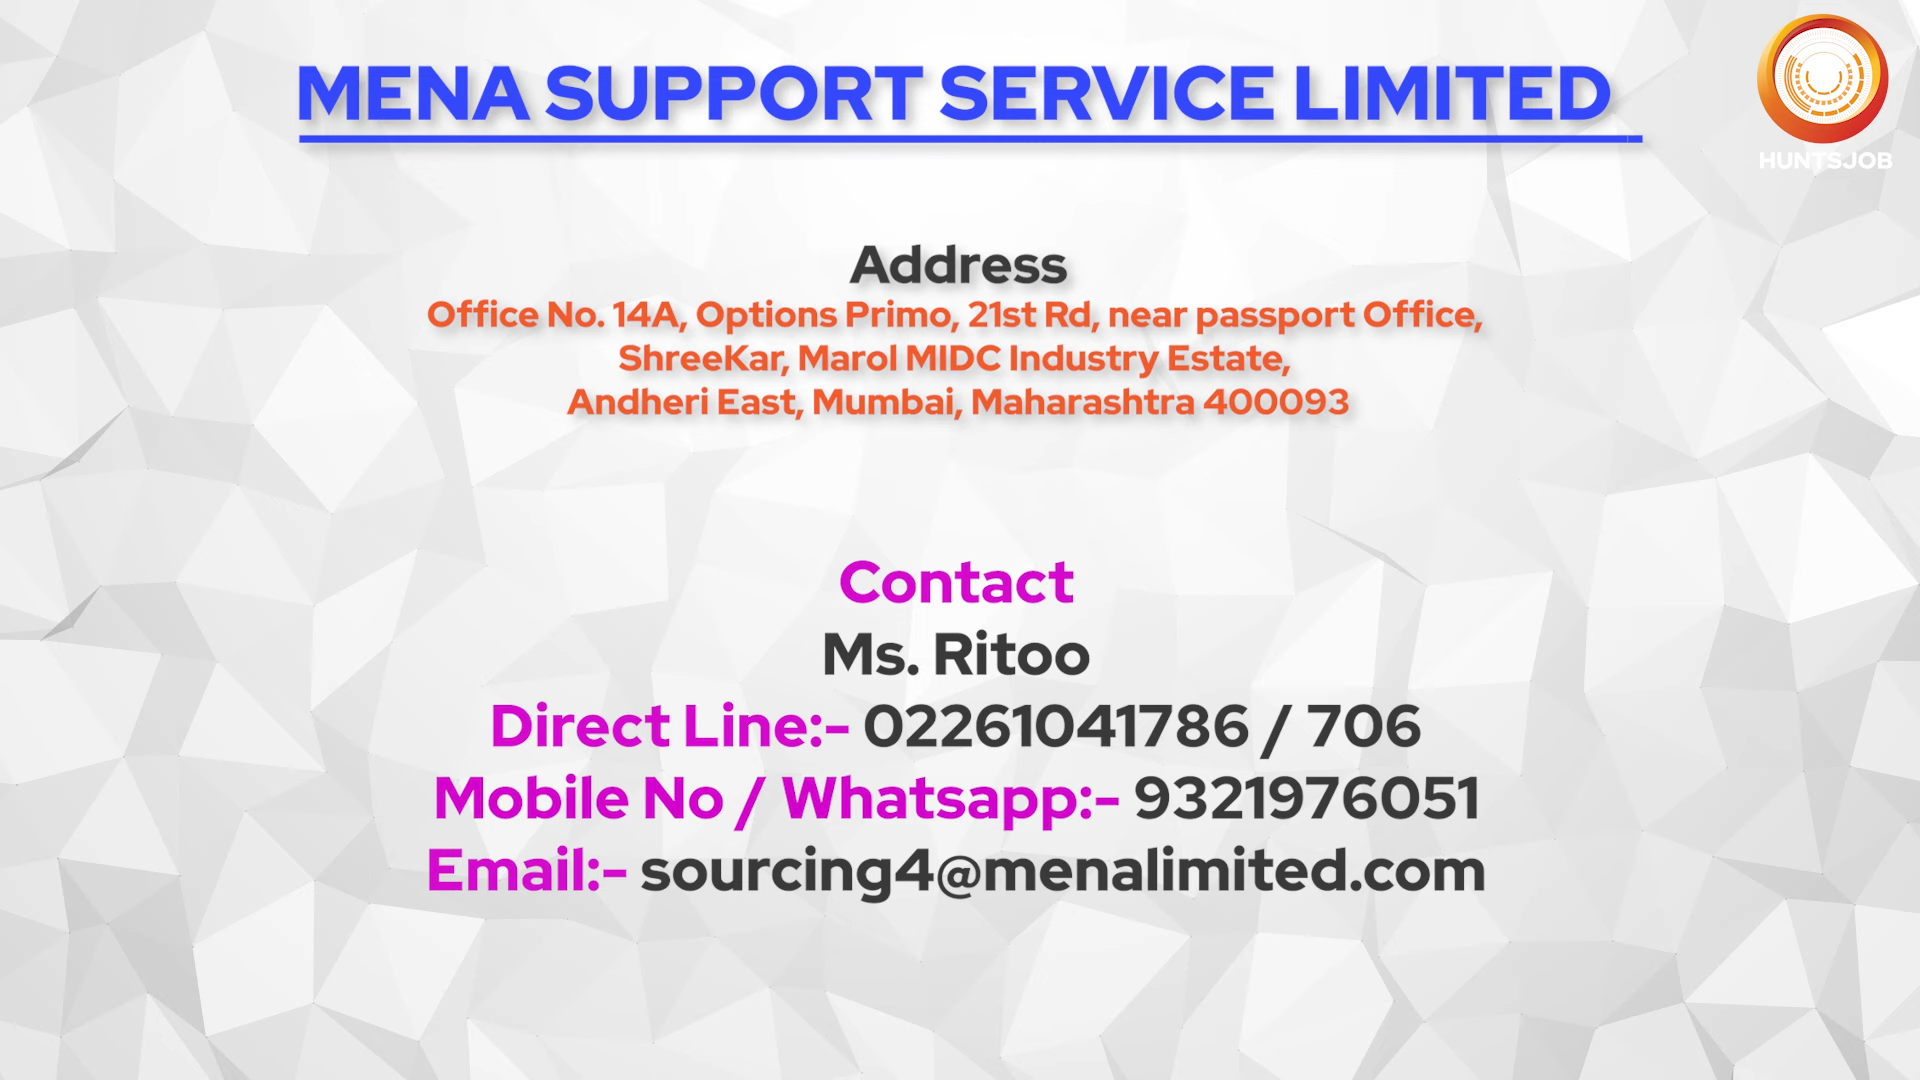 MENA SUPPORT SERVICE LIMITED
HUNTSJOB
Address
Office No. 14A, Options Primo, 21st Rd, near passport Office,
ShreeKar, Marol MIDC Industry Estate,
Andheri East, Mumbai, Maharashtra 400093
Contact
Ms. Ritoo
Direct Line:- 02261041786 / 706
Mobile No / Whatsapp:- 9321976051
Email:- sourcing4@menalimited.com